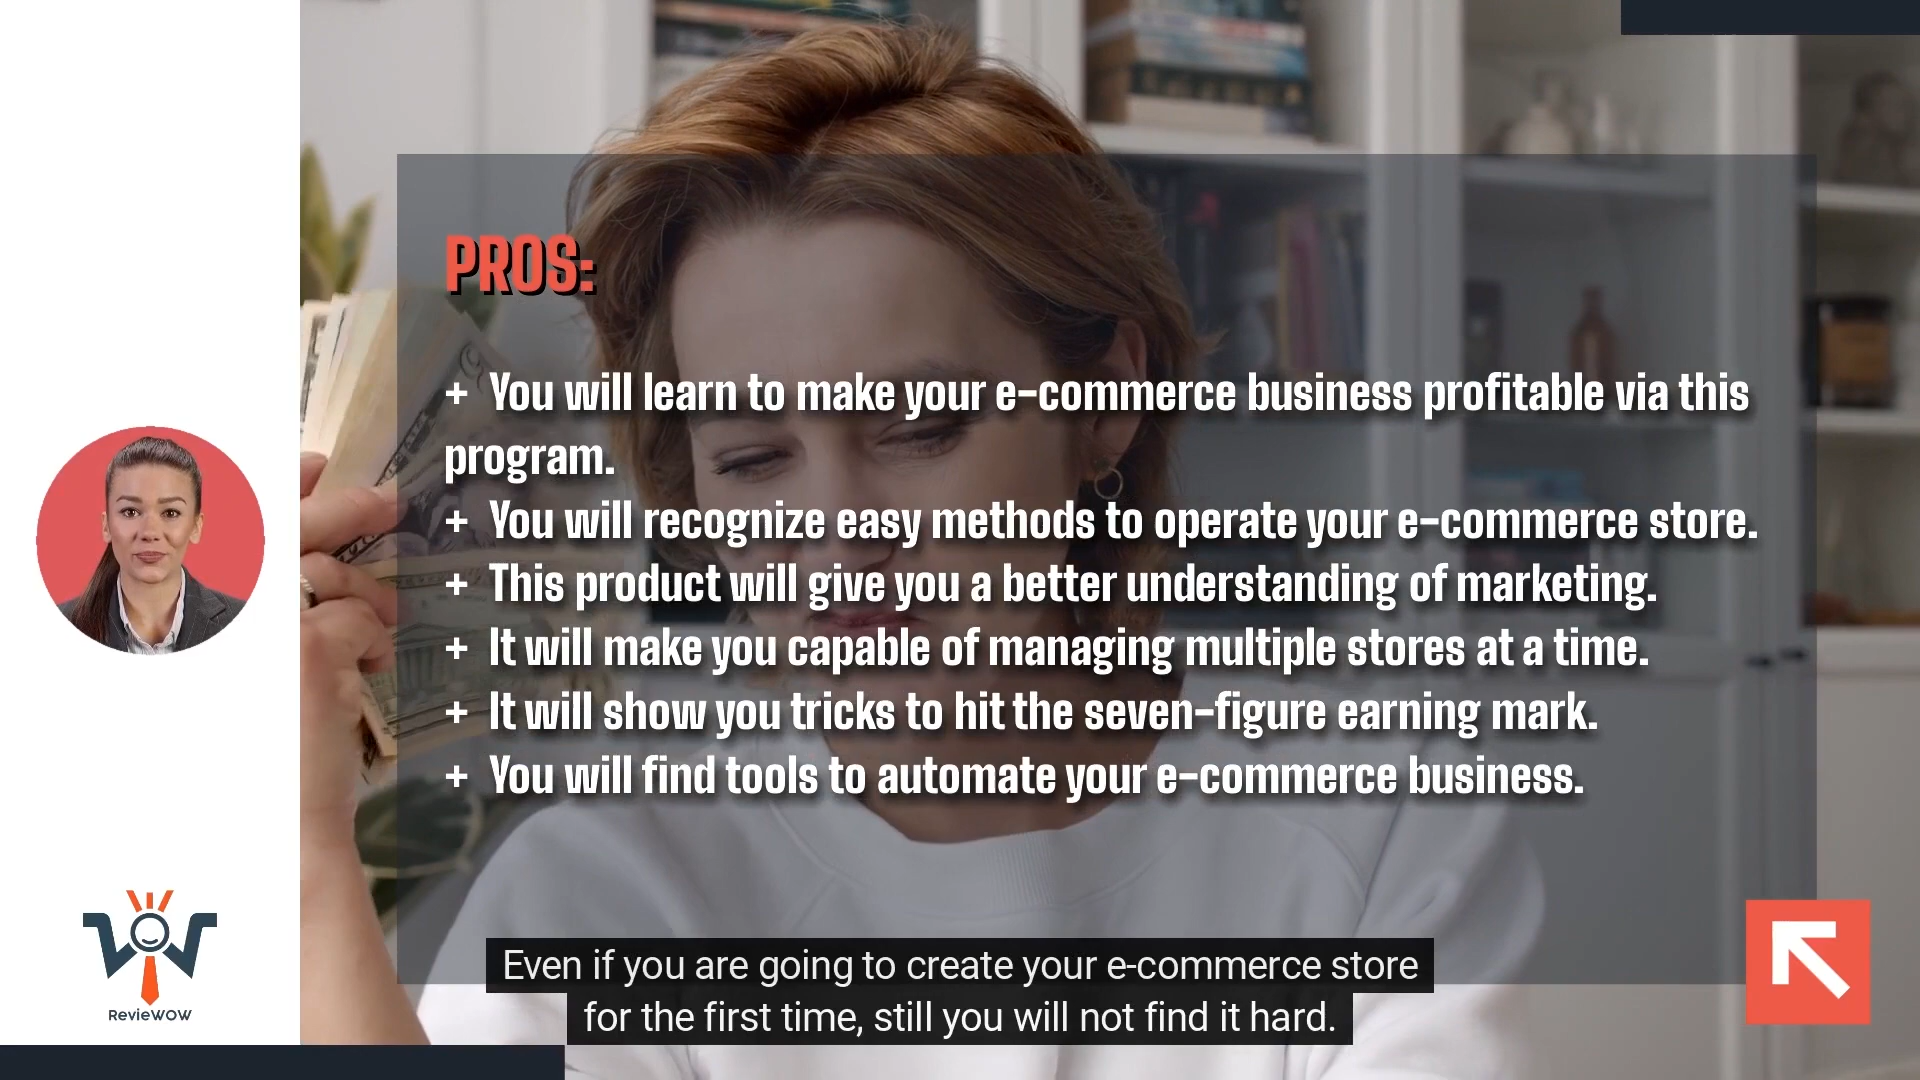 PROS:
+ You will learn to make your e-commerce business profitable via this
program.
+ You will recognize easy methods to operate your e-commerce store.
+ This product will give you a better understanding of marketing.
+ It will make you capable of managing multiple stores at a time.
+ It will show you tricks to hit the seven-figure earning mark.
+ You will find tools to automate your e-commerce business.
RevieWOW
Even if you are going to create your e-commerce store
for the first time, still you will not find it hard.